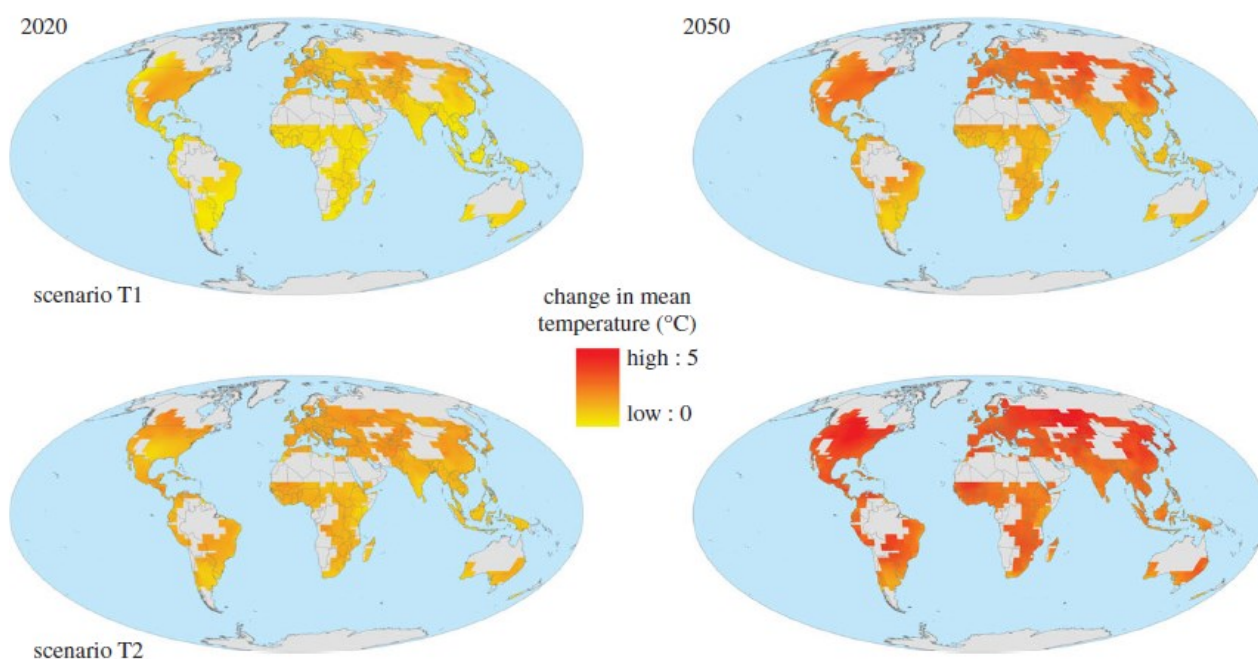 2020
2050
scenario T1
change in mean
temperature (°C)
high : 5
low : 0
scenario T2